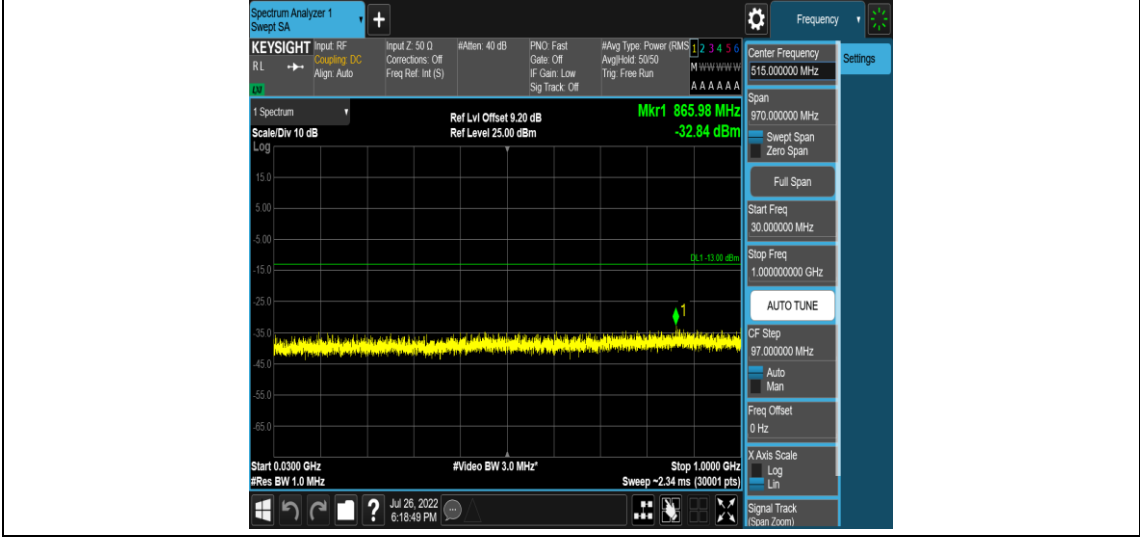 Spectrum Analyzer 1
Swept SA
+
Frequency
KEYSIGHT
RL
LXI
Input: RF
Coupling: DC
Align: Auto
Input Z: 50 Ω
Corrections: Off
Freq Ref: Int (S)
#Atten: 40 dB
PNO: Fast
Gate: Off
IF Gain: Low
Sig Track: Off
#Avg Type: Power (RMS
Avg|Hold: 50/50
Trig: Free Run
1 2 3 4 5 6
M W W W W W
A A A A A A
Center Frequency
515.000000 MHz
Settings
Span
970.000000 MHz
Swept Span
Zero Span
Full Span
Start Freq
30.000000 MHz
Stop Freq
1.000000000 GHz
AUTO TUNE
CF Step
97.000000 MHz
Auto
Man
Freq Offset
0 Hz
X Axis Scale
Log
Lin
Signal Track
(Span Zoom)
1 Spectrum
Scale/Div 10 dB
Log
Ref Lvl Offset 9.20 dB
Ref Level 25.00 dBm
Mkr1 865.98 MHz
-32.84 dBm
15.0
5.00
-5.00
DL1 -13.00 dBm
-15.0
-25.0
1
-35.0
-45.0
-55.0
-65.0
Start 0.0300 GHz
#Res BW 1.0 MHz
#Video BW 3.0 MHz*
Stop 1.0000 GHz
Sweep ~2.34 ms (30001 pts)
?
Jul 26, 2022
6:18:49 PM